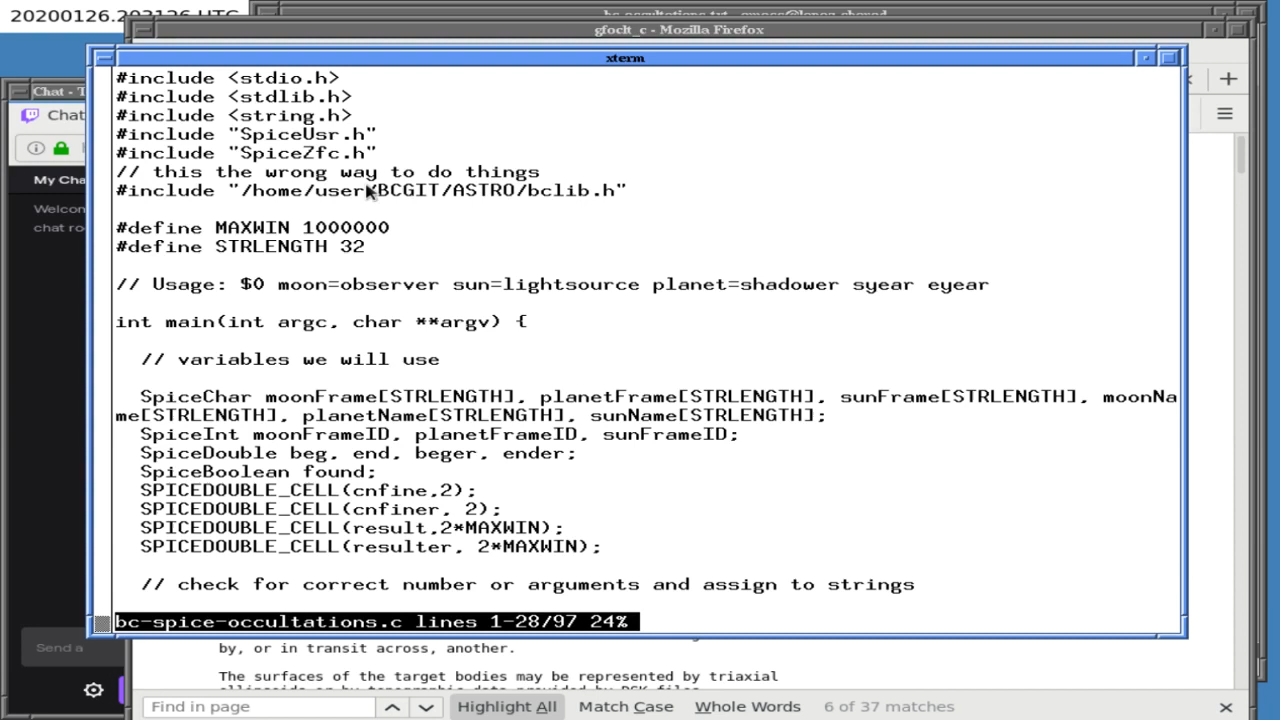 20200126.203126 UTC
gfoclt_c - Mozilla Firefox
xterm
Chat - T
Chat
My Cha
Welcon
chat ro
Send a
#include <stdio.h>
#include <stdlib.h>
#include <string.h>
#include "SpiceUsr.h"
#include "SpiceZfc.h"
// this the wrong way to do things
#include "/home/user/BCGIT/ASTRO/bclib.h"
#define MAXWIN 1000000
#define STRLENGTH 32
// Usage: $0 moon=observer sun=lightsource planet=shadower syear eyear
int main(int argc, char **argv) {
// variables we will use
SpiceChar moonFrame[STRLENGTH], planetFrame[STRLENGTH], sunFrame[STRLENGTH], moonNa
me[STRLENGTH], planetName[STRLENGTH], sunName[STRLENGTH];
SpiceInt moonFrameID, planetFrameID, sunFrameID;
SpiceDouble beg, end, beger, ender;
SpiceBoolean found;
SPICEDOUBLE_CELL(cnfine,2);
SPICEDOUBLE_CELL(cnfiner, 2);
SPICEDOUBLE_CELL(result,2*MAXWIN);
SPICEDOUBLE_CELL(resulter, 2*MAXWIN);
// check for correct number or arguments and assign to strings
bc-spice-occultations.c lines 1-28/97 24%
by, or in transit across, another.
The surfaces of the target bodies may be represented by triaxial
Find in page
Highlight All
Match Case
Whole Words
6 of 37 matches